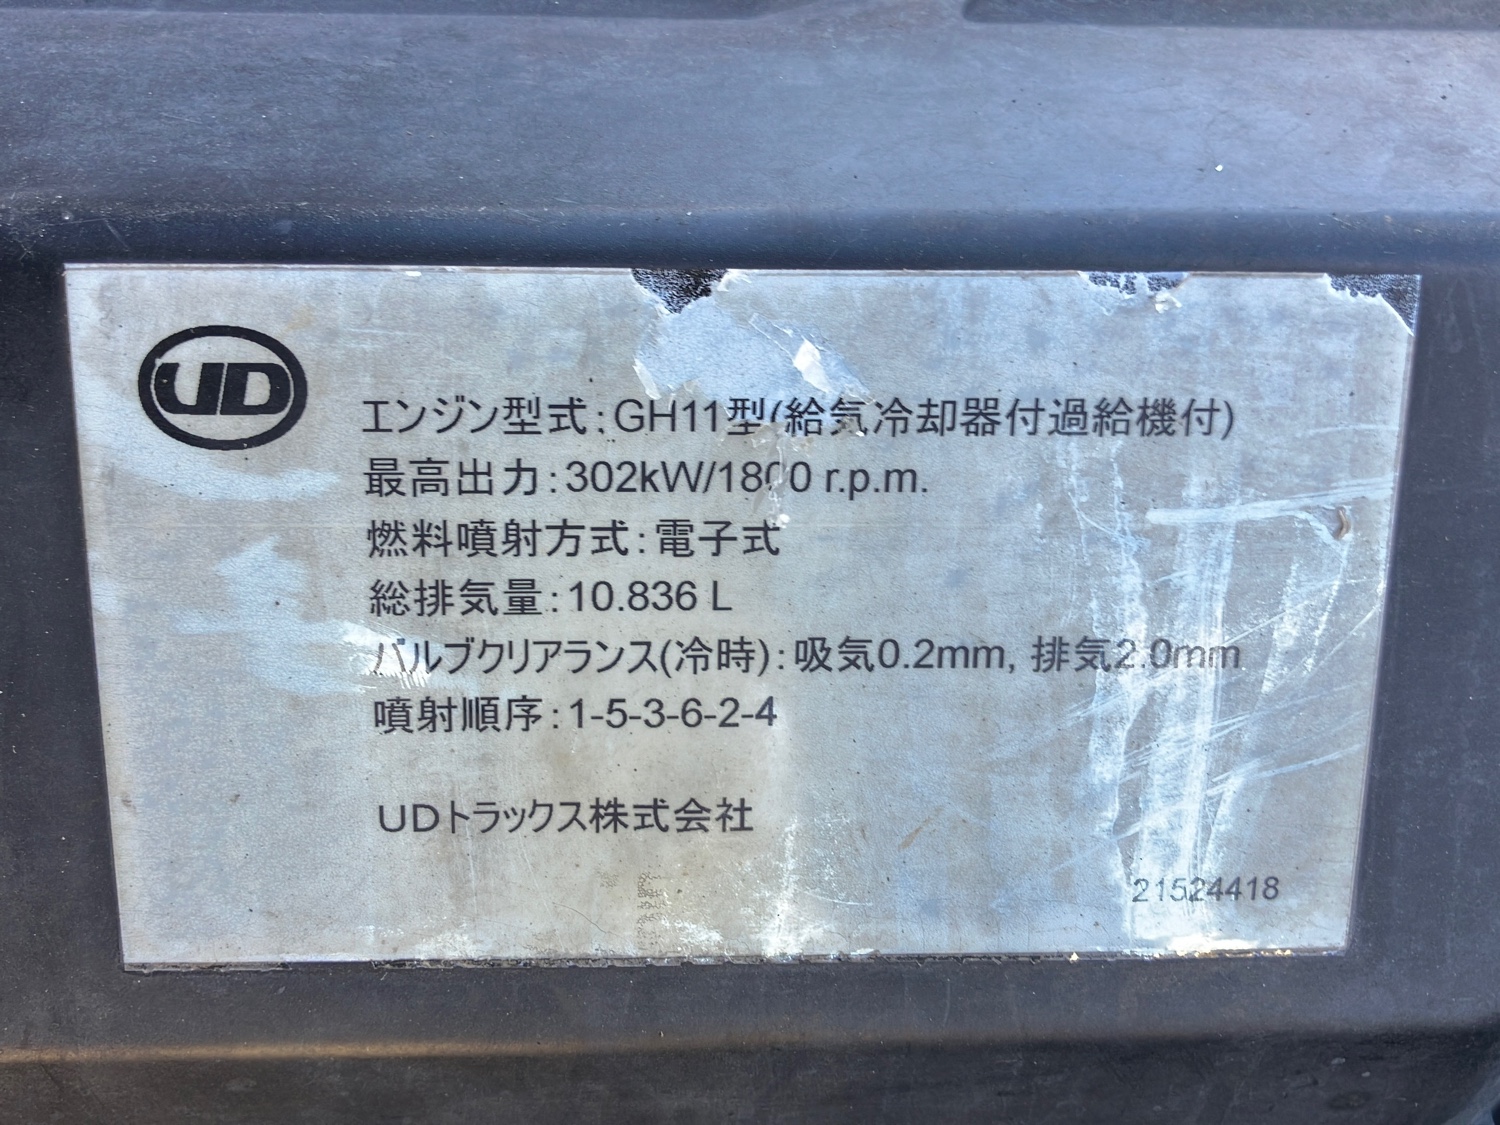 UD
エンジン型式:GH11型(給気冷却器付過給機付)
最高出力:302kW/1800 r.p.m.
燃料噴射方式:電子式
総排気量:10.836 L
バルブクリアランス(冷時):吸気0.2mm, 排気2.0mm
噴射順序:1-5-3-6-2-4
UDトラックス株式会社
21524418